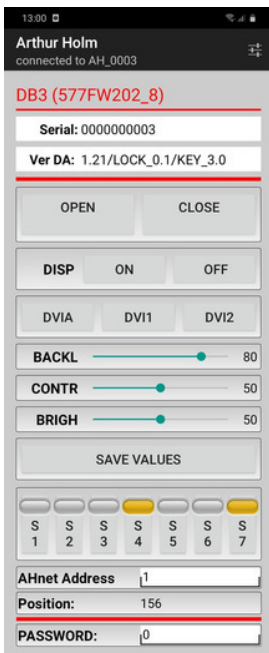 13:00
Arthur Holm
connected to AH_0003
DB3 (577FW202_8)
Serial: 0000000003
Ver DA: 1.21/LOCK_0.1/KEY_3.0
OPEN CLOSE
DISP ON OFF
DVIA DVI1 DVI2
BACKL 80
CONTR 50
BRIGH 50
SAVE VALUES
S S S S S S S
1 2 3 4 5 6 7
AHnet Address 1
Position: 156
PASSWORD: 0